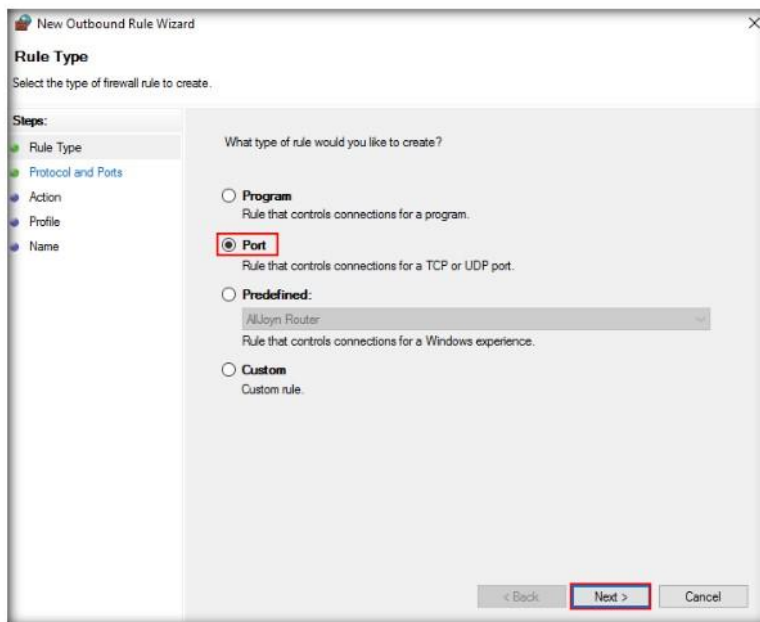 New Outbound Rule Wizard
Rule Type
Select the type of firewall rule to create.
Steps:
Rule Type
Protocol and Ports
Action
Profile
Name
What type of rule would you like to create?
Program
Rule that controls connections for a program.
Port
Rule that controls connections for a TCP or UDP port.
Predefined:
AllJoyn Router
Rule that controls connections for a Windows experience.
Custom
Custom rule.
< Back
Next >
Cancel